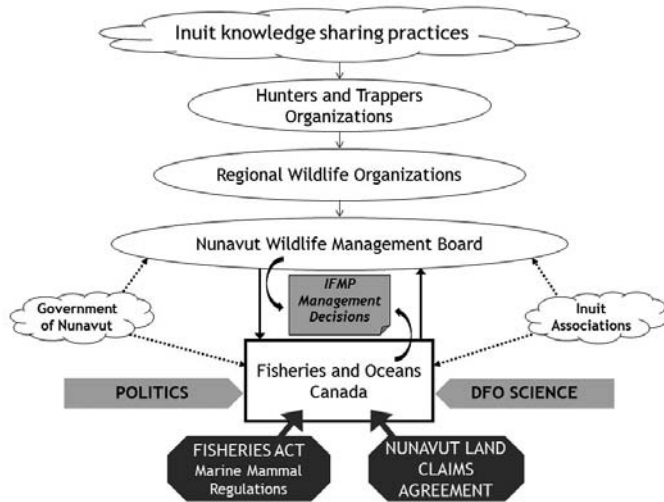 Inuit knowledge sharing practices
Hunters and Trappers
Organizations
Regional Wildlife Organizations
Nunavut Wildlife Management Board
IFMP
Management
Decisions
Government
of Nunavut
Inuit
Associations
Fisheries and Oceans
Canada
POLITICS
DFO SCIENCE
FISHERIES ACT
Marine Mammal
Regulations
NUNAVUT LAND
CLAIMS
AGREEMENT